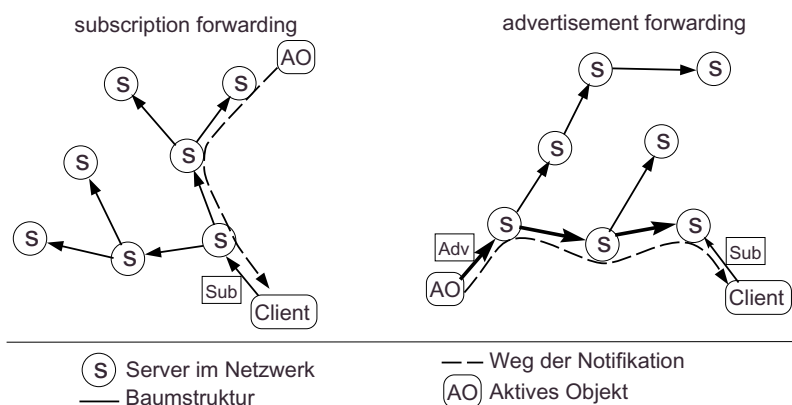 subscription forwarding
AO
S
S
S
S
S
S
S
Sub
Client
advertisement forwarding
S
S
S
S
S
S
S
Adv
Sub
AO
Client
S Server im Netzwerk
Baumstruktur
Weg der Notifikation
AO Aktives Objekt